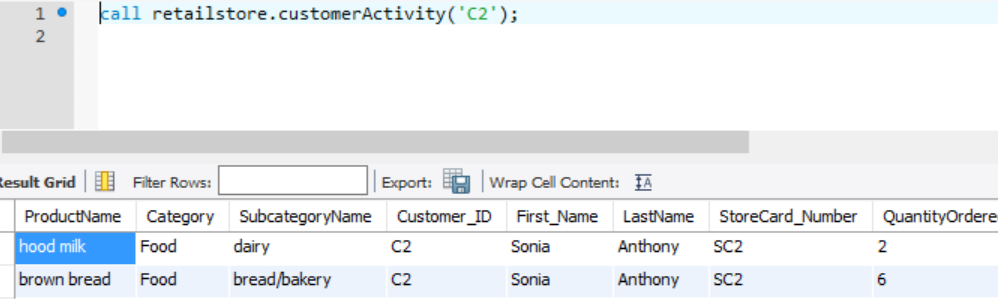 1 call retailstore.customerActivity('C2');
2
Result Grid Filter Rows: Export: Wrap Cell Content: IA
ProductName Category SubcategoryName Customer_ID First_Name LastName StoreCard_Number QuantityOrdere
hood milk Food dairy C2 Sonia Anthony SC2 2
brown bread Food bread/bakery C2 Sonia Anthony SC2 6